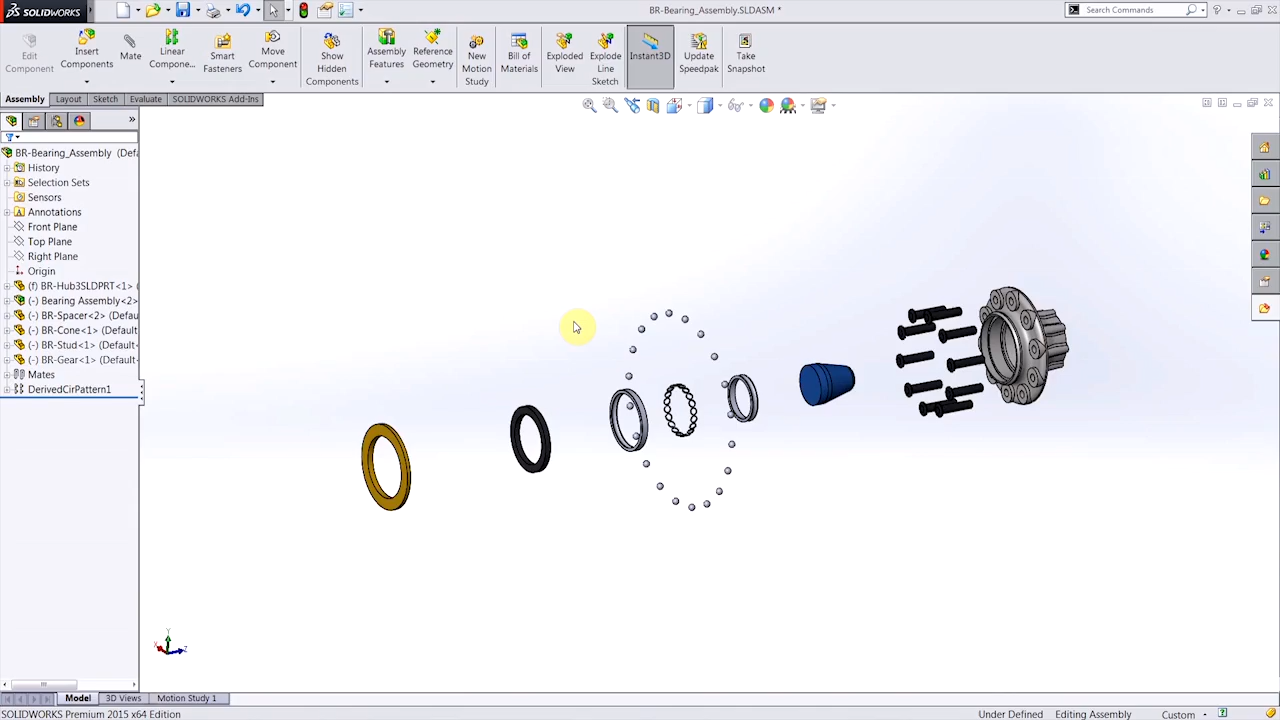 SOLIDWORKS
BR-Bearing_Assembly.SLDASM *
Search Commands
Edit
Component
Insert
Components
Mate
Linear
Compone...
Smart
Fasteners
Move
Component
Show
Hidden
Components
Assembly
Features
Reference
Geometry
New
Motion
Study
Bill of
Materials
Exploded
View
Explode
Line
Sketch
Instant3D
Update
Speedpak
Take
Snapshot
Assembly
Layout
Sketch
Evaluate
SOLIDWORKS Add-Ins
BR-Bearing_Assembly (Defa
History
Selection Sets
Sensors
Annotations
Front Plane
Top Plane
Right Plane
Origin
(f) BR-Hub3SLDPRT<1> (
(-) Bearing Assembly<2>
(-) BR-Spacer<2> (Default
(-) BR-Cone<1> (Default
(-) BR-Stud<1> (Default
(-) BR-Gear<1> (Default
Mates
DerivedCirPattern1
Y
X
Z
Model
3D Views
Motion Study 1
SOLIDWORKS Premium 2015 x64 Edition
Under Defined
Editing Assembly
Custom